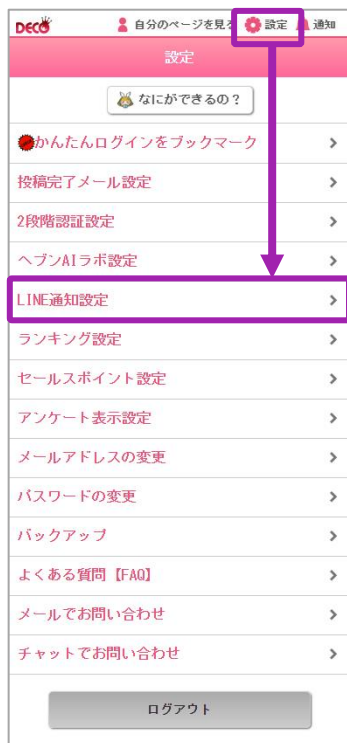 DECO 自分のページを見る 設定 通知
設定
なにができるの？
かんたんログインをブックマーク
投稿完了メール設定
2段階認証設定
ヘブンAIラボ設定
LINE通知設定
ランキング設定
セールスポイント設定
アンケート表示設定
メールアドレスの変更
パスワードの変更
バックアップ
よくある質問【FAQ】
メールでお問い合わせ
チャットでお問い合わせ
ログアウト